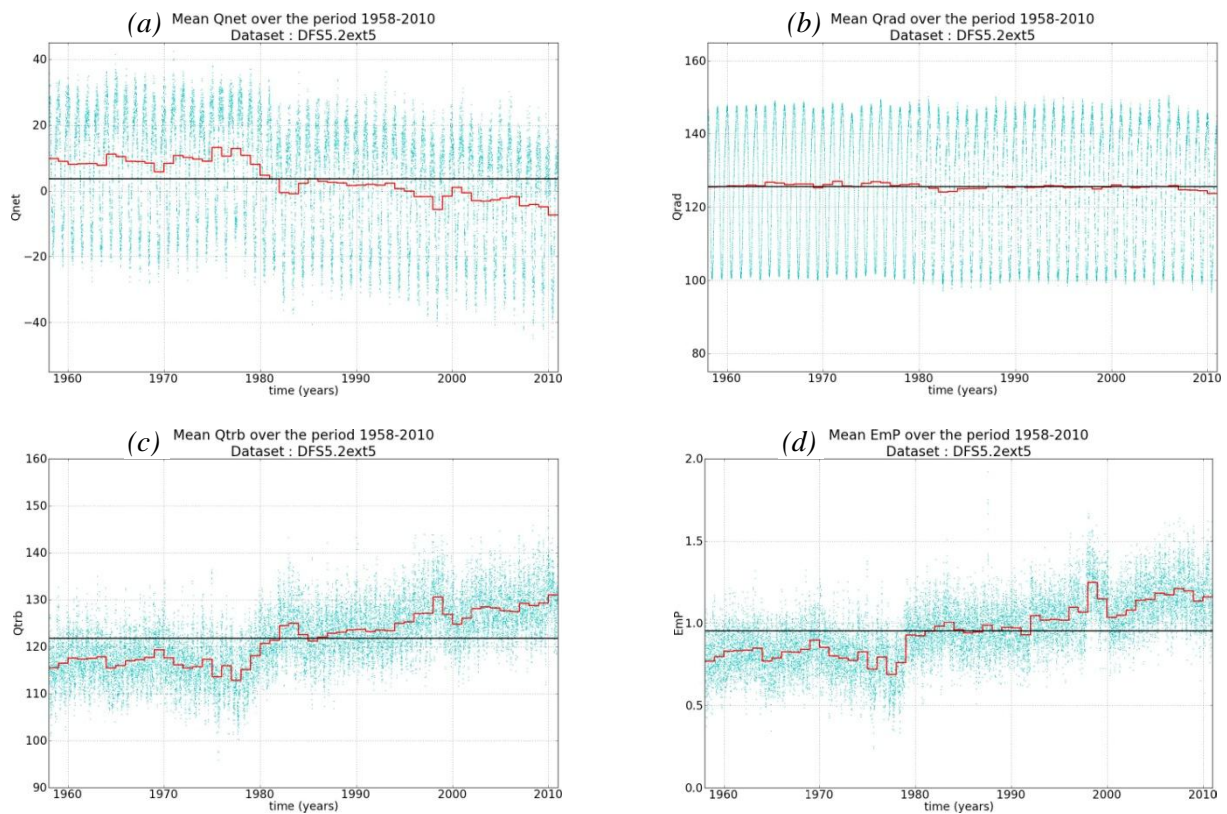 (a) Mean Qnet over the period 1958-2010
Dataset : DFS5.2ext5
Qnet
40
20
0
−20
−40
1960 1970 1980 1990 2000 2010
time (years)
(b) Mean Qrad over the period 1958-2010
Dataset : DFS5.2ext5
Qrad
160
140
120
100
80
1960 1970 1980 1990 2000 2010
time (years)
(c) Mean Qtrb over the period 1958-2010
Dataset : DFS5.2ext5
Qtrb
160
150
140
130
120
110
100
90
1960 1970 1980 1990 2000 2010
time (years)
(d) Mean EmP over the period 1958-2010
Dataset : DFS5.2ext5
EmP
2.0
1.5
1.0
0.5
0.0
1960 1970 1980 1990 2000 2010
time (years)